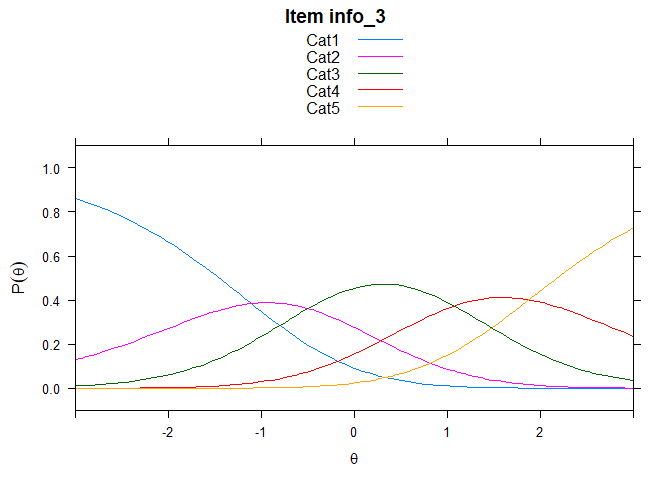 Item info_3
Cat1
Cat2
Cat3
Cat4
Cat5
1.0
0.8
0.6
0.4
0.2
0.0
P(θ)
-2 -1 0 1 2
θ